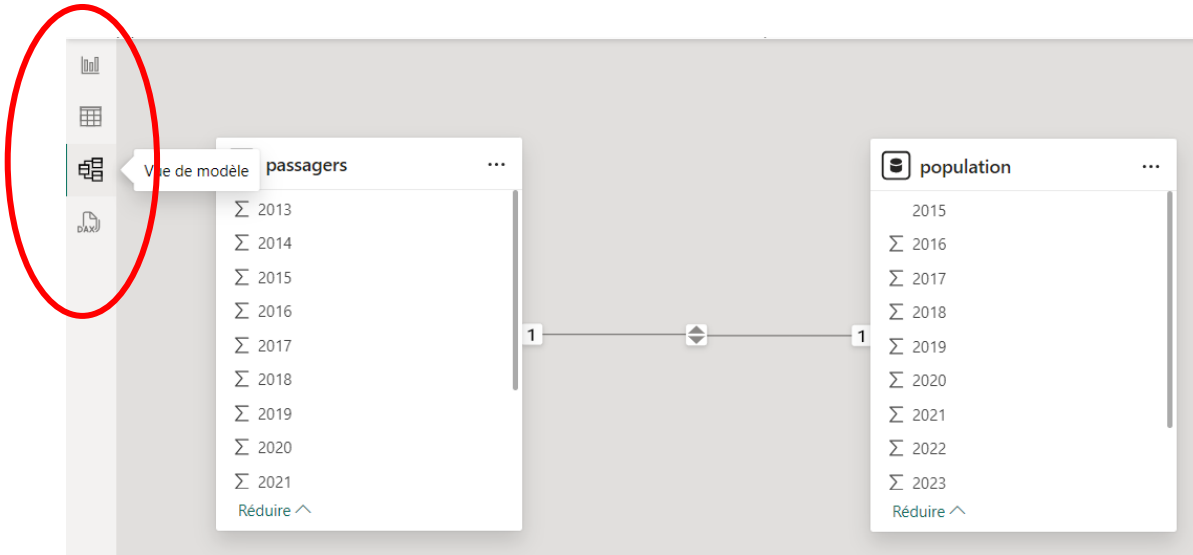 Vue de modèle
DAX
passagers
...
Σ 2013
Σ 2014
Σ 2015
Σ 2016
Σ 2017
Σ 2018
Σ 2019
Σ 2020
Σ 2021
Réduire
1
1
population
...
2015
Σ 2016
Σ 2017
Σ 2018
Σ 2019
Σ 2020
Σ 2021
Σ 2022
Σ 2023
Réduire